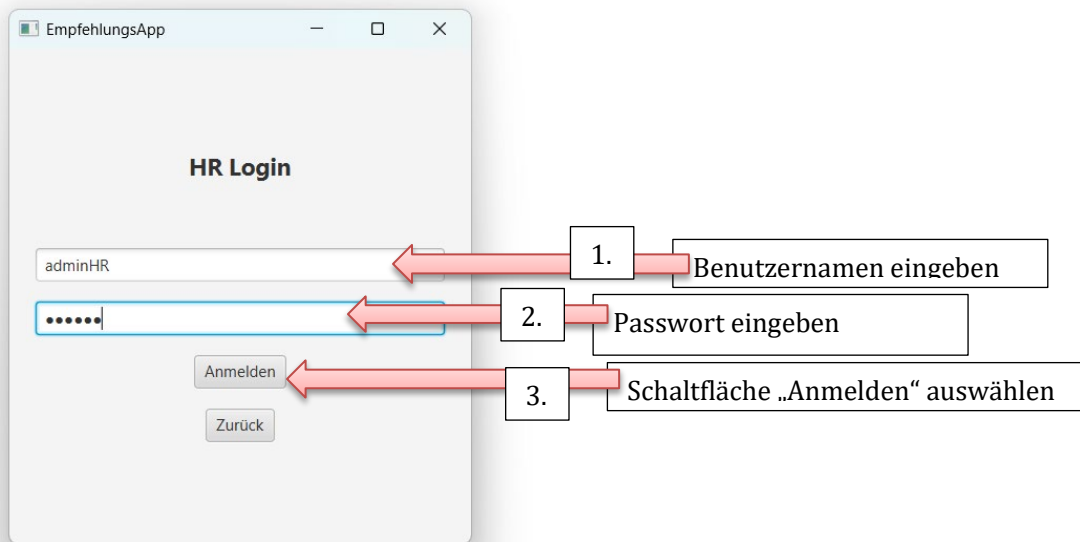 EmpfehlungsApp
HR Login
adminHR
1.
Benutzernamen eingeben
••••••
2.
Passwort eingeben
Anmelden
3.
Schaltfläche „Anmelden“ auswählen
Zurück